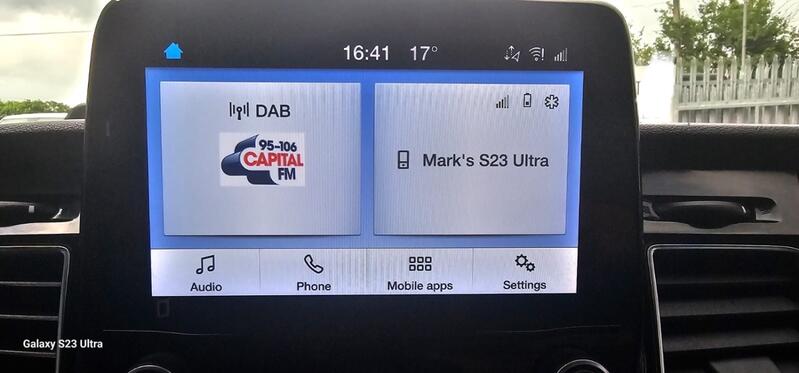 16:41 17°
DAB
95-106
CAPITAL
FM
Mark's S23 Ultra
Audio
Phone
Mobile apps
Settings
Galaxy S23 Ultra